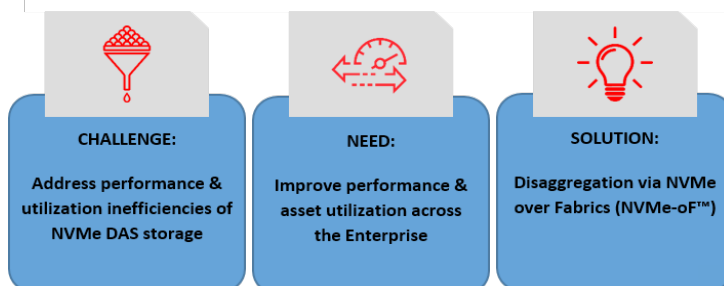 CHALLENGE:
Address performance &
utilization inefficiencies of
NVMe DAS storage
NEED:
Improve performance &
asset utilization across
the Enterprise
SOLUTION:
Disaggregation via NVMe
over Fabrics (NVMe-oF™)